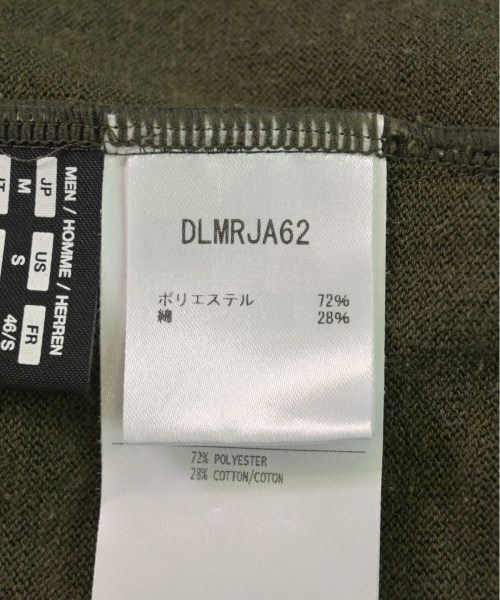 DLMRJA62
ポリエステル 72%
綿 28%
72% POLYESTER
28% COTTON/COTON
MEN / HOMME / HERREN
JP US FR
M S 46/S